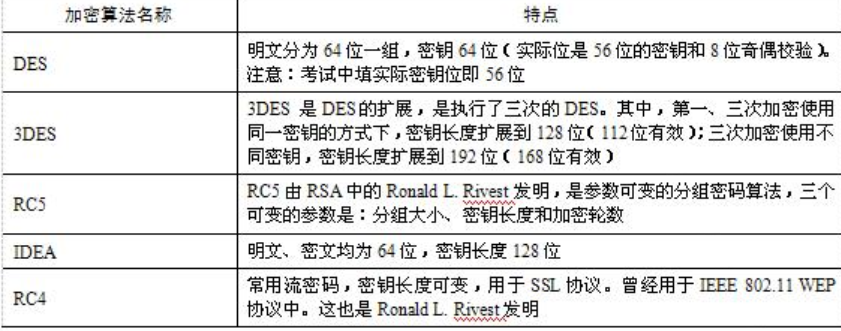 加密算法名称 特点
DES
明文分为 64 位一组，密钥 64 位（实际位是 56 位的密钥和 8 位奇偶校验）。
注意：考试中填实际密钥位即 56 位
3DES
3DES 是 DES 的扩展，是执行了三次的 DES。其中，第一、三次加密使用
同一密钥的方式下，密钥长度扩展到 128 位（112 位有效）；三次加密使用不
同密钥，密钥长度扩展到 192 位（168 位有效）
RC5
RC5 由 RSA 中的 Ronald L. Rivest 发明，是参数可变的分组密码算法，三个
可变的参数是：分组大小、密钥长度和加密轮数
IDEA
明文、密文均为 64 位，密钥长度 128 位
RC4
常用流密码，密钥长度可变，用于 SSL 协议。曾经用于 IEEE 802.11 WEP
协议中。这也是 Ronald L. Rivest 发明